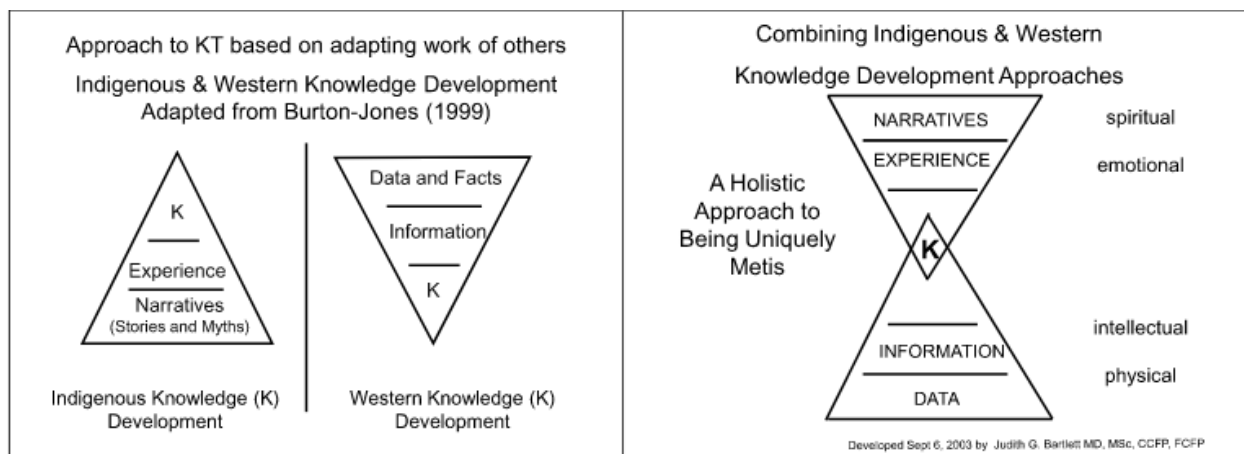 Approach to KT based on adapting work of others
Indigenous & Western Knowledge Development
Adapted from Burton-Jones (1999)
K
Experience
Narratives
(Stories and Myths)
Indigenous Knowledge (K)
Development
Data and Facts
Information
K
Western Knowledge (K)
Development
Combining Indigenous & Western
Knowledge Development Approaches
NARRATIVES
spiritual
EXPERIENCE
emotional
A Holistic
Approach to
Being Uniquely
Metis
K
intellectual
INFORMATION
physical
DATA
Developed Sept 6, 2003 by Judith G. Bartlett MD, MSc, CCFP, FCFP